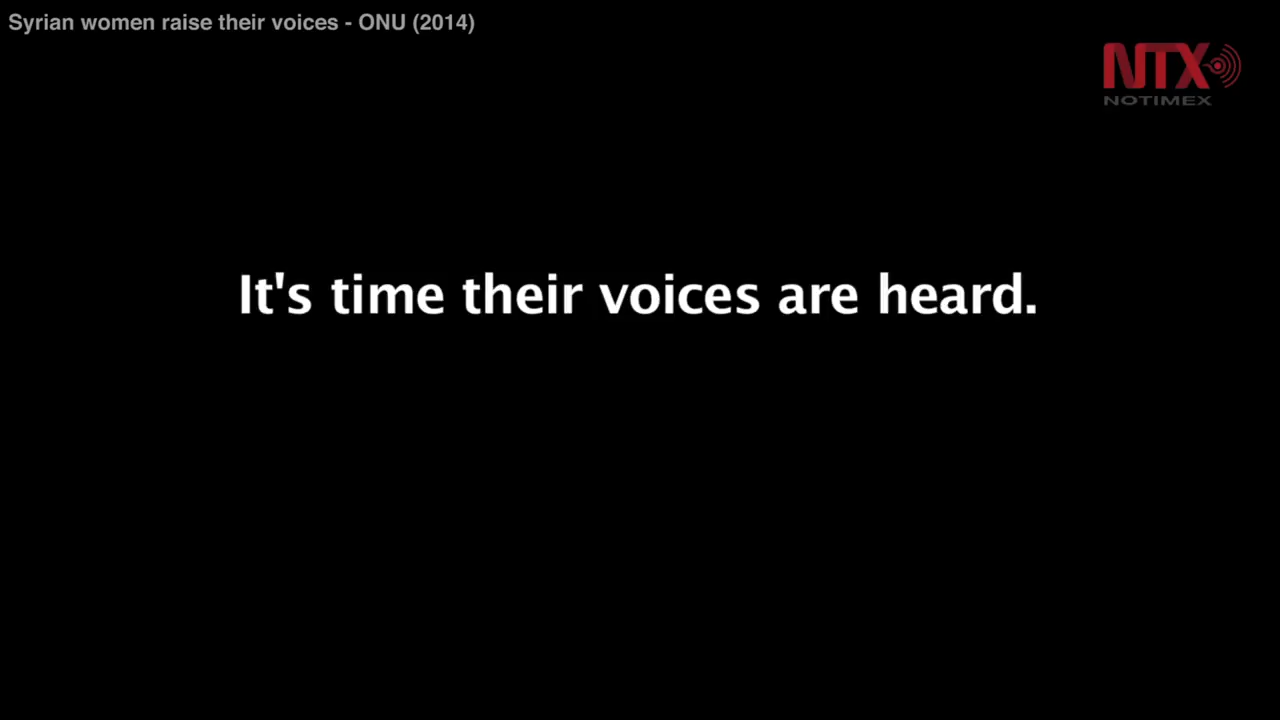 Syrian women raise their voices - ONU (2014)
NTX
NOTIMEX
It's time their voices are heard.